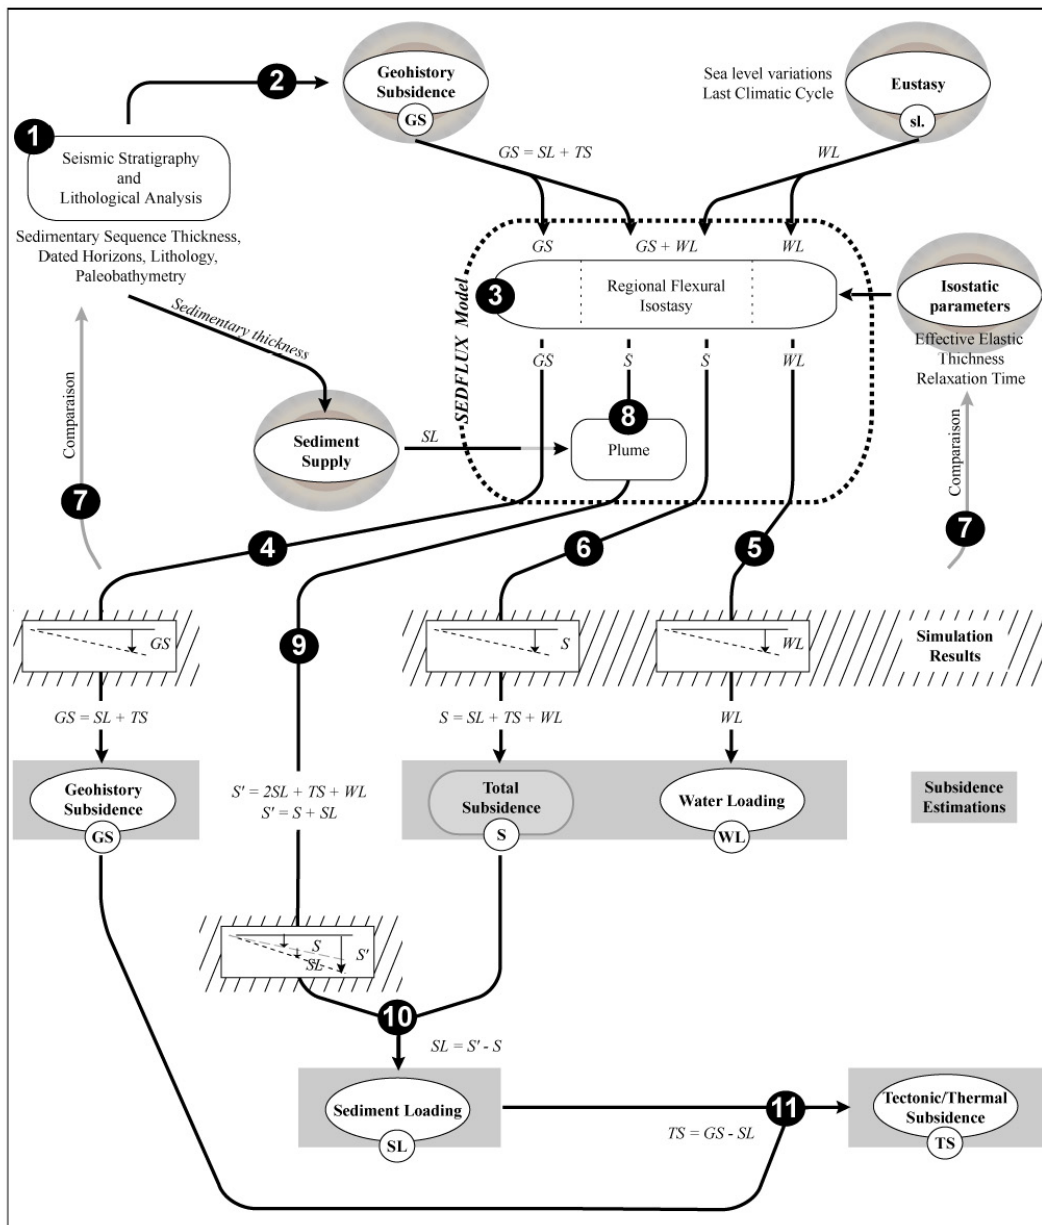 2
Geohistory
Subsidence
GS
Sea level variations
Last Climatic Cycle
Eustasy
sl.
1
Seismic Stratigraphy
and
Lithological Analysis
GS = SL + TS
WL
Sedimentary Sequence Thickness,
Dated Horizons, Lithology,
Paleobathymetry
GS
GS + WL
WL
SEDFLUX Model
3
Regional Flexural
Isostasy
Isostatic
parameters
Effective Elastic
Thichness
Relaxation Time
Sedimentary thickness
GS
S
S
WL
Comparaison
7
Sediment
Supply
SL
8
Plume
Comparaison
7
4
6
5
9
GS
S
WL
Simulation
Results
GS = SL + TS
S = SL + TS + WL
WL
Geohistory
Subsidence
GS
S' = 2SL + TS + WL
S' = S + SL
Total
Subsidence
S
Water Loading
WL
Subsidence
Estimations
S
SL
S'
10
SL = S' - S
Sediment Loading
SL
11
TS = GS - SL
Tectonic/Thermal
Subsidence
TS